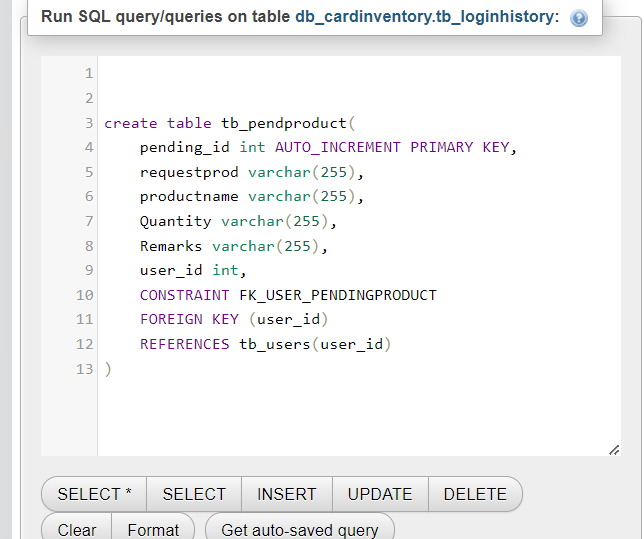 Run SQL query/queries on table db_cardinventory.tb_loginhistory:
1
2
3 create table tb_pendproduct(
4 pending_id int AUTO_INCREMENT PRIMARY KEY,
5 requestprod varchar(255),
6 productname varchar(255),
7 Quantity varchar(255),
8 Remarks varchar(255),
9 user_id int,
10 CONSTRAINT FK_USER_PENDINGPRODUCT
11 FOREIGN KEY (user_id)
12 REFERENCES tb_users(user_id)
13 )
SELECT * SELECT INSERT UPDATE DELETE
Clear Format Get auto-saved query